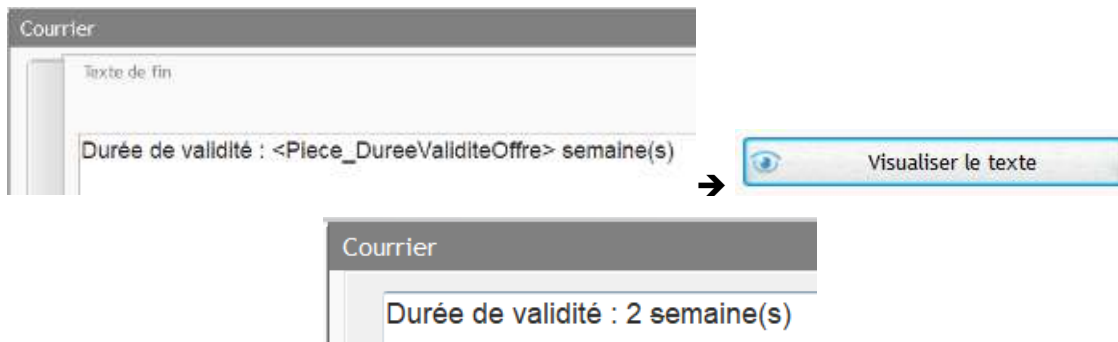 Courrier
Texte de fin
Durée de validité : <Piece_DureeValiditeOffre> semaine(s)
➔ Visualiser le texte
Courrier
Durée de validité : 2 semaine(s)